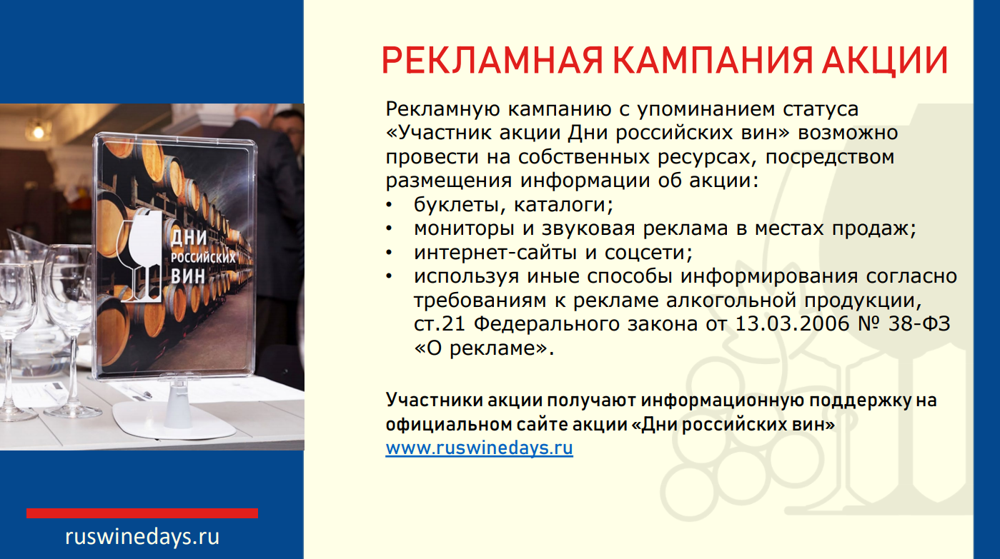 РЕКЛАМНАЯ КАМПАНИЯ АКЦИИ
Рекламную кампанию с упоминанием статуса
«Участник акции Дни российских вин» возможно
провести на собственных ресурсах, посредством
размещения информации об акции:
• буклеты, каталоги;
• мониторы и звуковая реклама в местах продаж;
• интернет-сайты и соцсети;
• используя иные способы информирования согласно
требованиям к рекламе алкогольной продукции,
ст.21 Федерального закона от 13.03.2006 № 38-ФЗ
«О рекламе».
Участники акции получают информационную поддержку на
официальном сайте акции «Дни российских вин»
www.ruswinedays.ru
ДНИ
РОССИЙСКИХ
ВИН
ruswinedays.ru